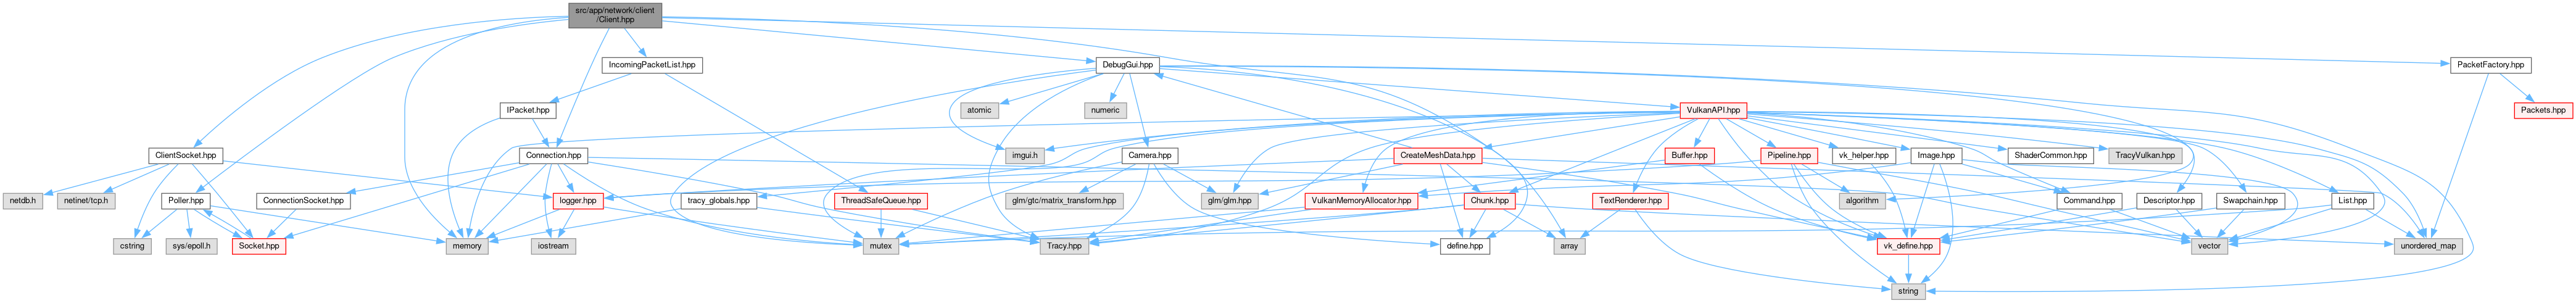 src/app/network/client
/Client.hpp
IncomingPacketList.hpp
DebugGui.hpp
PacketFactory.hpp
IPacket.hpp
atomic
numeric
VulkanAPI.hpp
Packets.hpp
ClientSocket.hpp
Connection.hpp
imgui.h
Camera.hpp
CreateMeshData.hpp
Buffer.hpp
Pipeline.hpp
vk_helper.hpp
Image.hpp
ShaderCommon.hpp
TracyVulkan.hpp
netdb.h
netinet/tcp.h
Poller.hpp
ConnectionSocket.hpp
logger.hpp
tracy_globals.hpp
ThreadSafeQueue.hpp
glm/gtc/matrix_transform.hpp
glm/glm.hpp
VulkanMemoryAllocator.hpp
Chunk.hpp
TextRenderer.hpp
algorithm
Command.hpp
Descriptor.hpp
Swapchain.hpp
List.hpp
cstring
sys/epoll.h
Socket.hpp
memory
iostream
mutex
Tracy.hpp
define.hpp
array
vk_define.hpp
vector
unordered_map
string